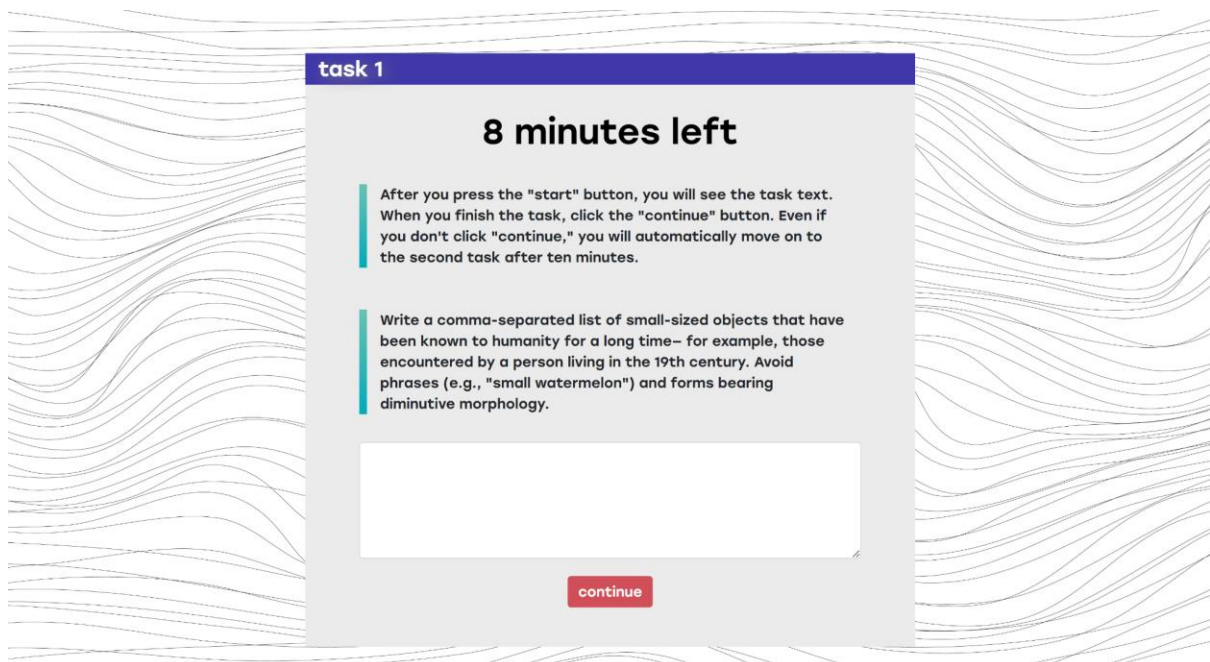 task 1
8 minutes left
After you press the "start" button, you will see the task text.
When you finish the task, click the "continue" button. Even if
you don't click "continue," you will automatically move on to
the second task after ten minutes.
Write a comma-separated list of small-sized objects that have
been known to humanity for a long time– for example, those
encountered by a person living in the 19th century. Avoid
phrases (e.g., "small watermelon") and forms bearing
diminutive morphology.
continue